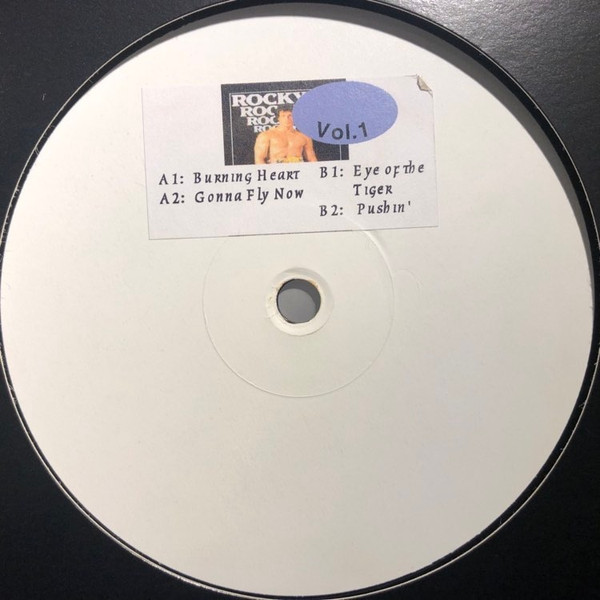 ROCKY
ROC
ROC
RO
Vol.1
A1: Burning Heart
A2: Gonna Fly Now
B1: Eye of the
Tiger
B2: Pushin'